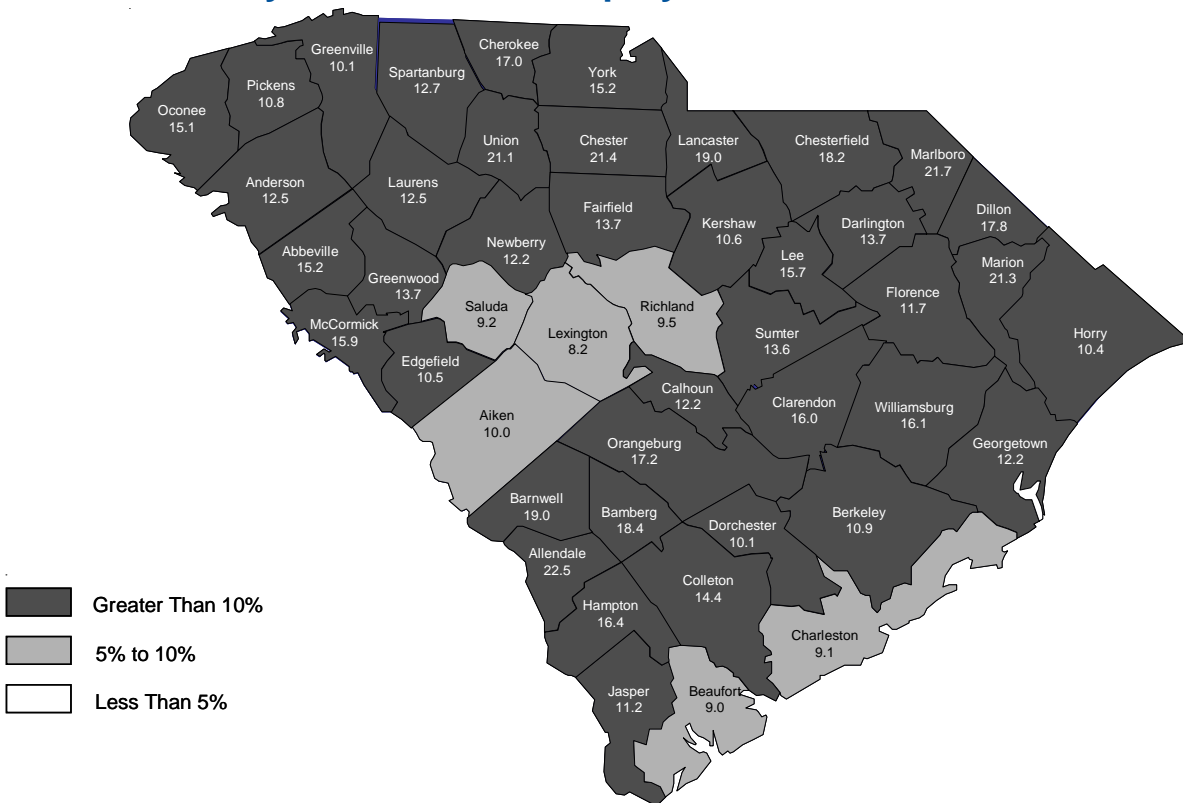 Greenville
10.1
Cherokee
17.0
Spartanburg
12.7
York
15.2
Pickens
10.8
Oconee
15.1
Union
21.1
Chester
21.4
Lancaster
19.0
Chesterfield
18.2
Marlboro
21.7
Anderson
12.5
Laurens
12.5
Fairfield
13.7
Kershaw
10.6
Darlington
13.7
Dillon
17.8
Abbeville
15.2
Newberry
12.2
Lee
15.7
Marion
21.3
Greenwood
13.7
Saluda
9.2
Richland
9.5
Florence
11.7
McCormick
15.9
Lexington
8.2
Sumter
13.6
Horry
10.4
Edgefield
10.5
Calhoun
12.2
Clarendon
16.0
Williamsburg
16.1
Aiken
10.0
Orangeburg
17.2
Georgetown
12.2
Barnwell
19.0
Bamberg
18.4
Dorchester
10.1
Berkeley
10.9
Allendale
22.5
Colleton
14.4
Hampton
16.4
Charleston
9.1
Jasper
11.2
Beaufort
9.0
Greater Than 10%
5% to 10%
Less Than 5%